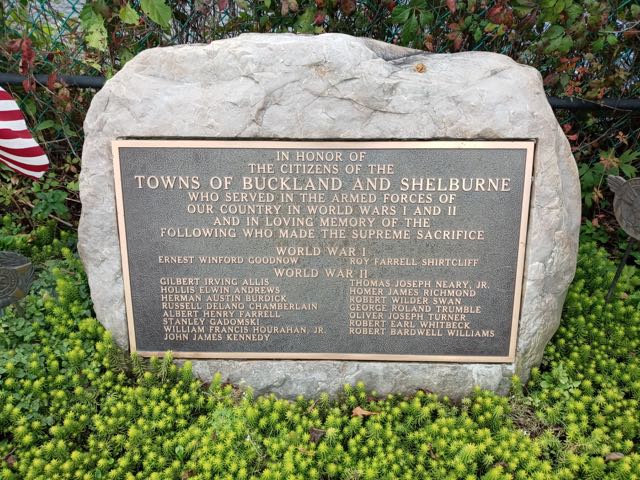 IN HONOR OF
THE CITIZENS OF THE
TOWNS OF BUCKLAND AND SHELBURNE
WHO SERVED IN THE ARMED FORCES OF
OUR COUNTRY IN WORLD WARS I AND II
AND IN LOVING MEMORY OF THE
FOLLOWING WHO MADE THE SUPREME SACRIFICE
WORLD WAR I
ERNEST WINFORD GOODNOW ROY FARRELL SHIRTCLIFF
WORLD WAR II
GILBERT IRVING ALLIS
HOLLIS ELWIN ANDREWS
HERMAN AUSTIN BURDICK
RUSSELL DELANO CHAMBERLAIN
ALBERT HENRY FARRELL
STANLEY GADOMSKI
WILLIAM FRANCIS HOURAHAN, JR.
JOHN JAMES KENNEDY
THOMAS JOSEPH NEARY, JR.
HOMER JAMES RICHMOND
ROBERT WILDER SWAN
GEORGE ROLAND TRUMBLE
OLIVER JOSEPH TURNER
ROBERT EARL WHITBECK
ROBERT BARDWELL WILLIAMS